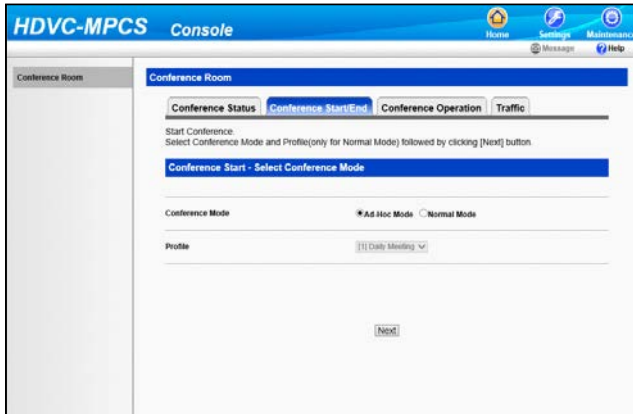 HDVC-MPCS Console
Home Settings Maintenanc
Message Help
Conference Room
Conference Room
Conference Status Conference Start/End Conference Operation Traffic
Start Conference.
Select Conference Mode and Profile(only for Normal Mode) followed by clicking [Next] button.
Conference Start - Select Conference Mode
Conference Mode Ad-Hoc Mode Normal Mode
Profile [1] Daily Meeting
Next